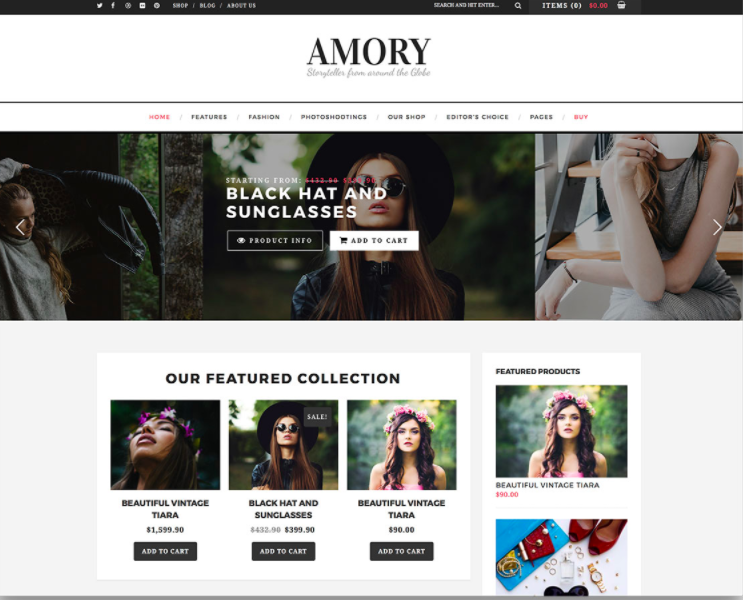 SHOP / BLOG / ABOUT US
SEARCH AND HIT ENTER...
ITEMS (0) $0.00
AMORY
Storyteller from around the Globe
HOME / FEATURES / FASHION / PHOTOSHOOTINGS / OUR SHOP / EDITOR'S CHOICE / PAGES / BUY
STARTING FROM: $432.90
BLACK HAT AND
SUNGLASSES
PRODUCT INFO
ADD TO CART
OUR FEATURED COLLECTION
SALE!
BEAUTIFUL VINTAGE
TIARA
$1,599.90
ADD TO CART
BLACK HAT AND
SUNGLASSES
$432.90 $399.90
ADD TO CART
BEAUTIFUL VINTAGE
TIARA
$90.00
ADD TO CART
FEATURED PRODUCTS
BEAUTIFUL VINTAGE TIARA
$90.00